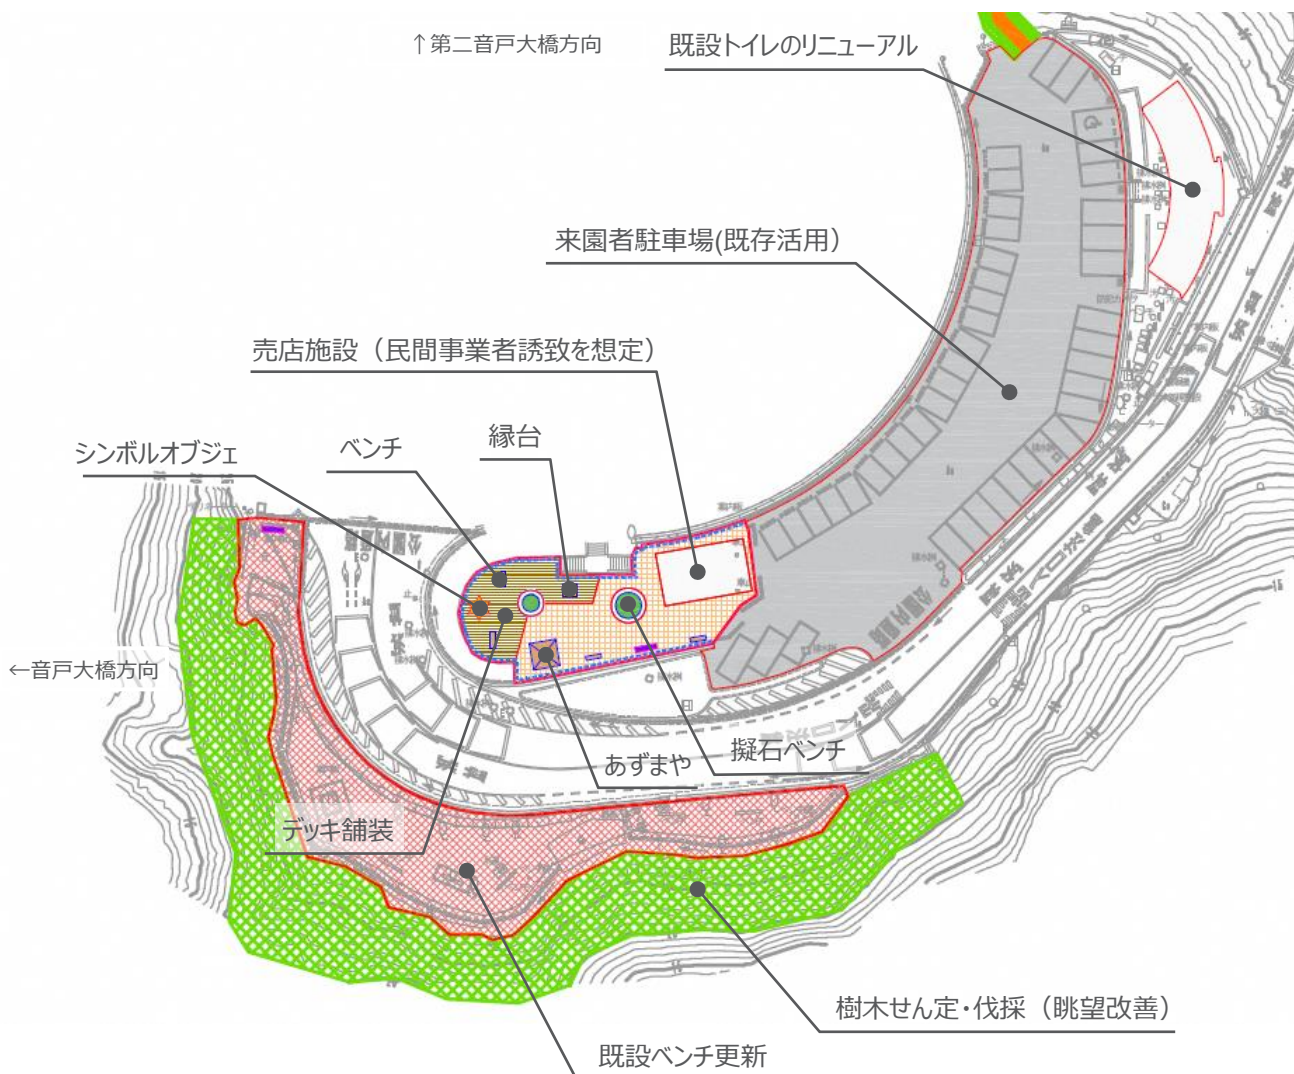 ↑第二音戸大橋方向
既設トイレのリニューアル
来園者駐車場(既存活用)
売店施設(民間事業者誘致を想定)
シンボルオブジェ
ベンチ
縁台
←音戸大橋方向
あずまや
擬石ベンチ
デッキ舗装
樹木せん定・伐採(眺望改善)
既設ベンチ更新